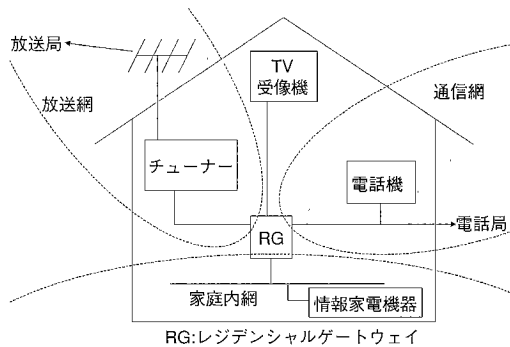 放送局
TV
受像機
放送網
通信網
チューナー
電話機
電話局
RG
家庭内網
情報家電機器
RG:レジデンシャルゲートウェイ